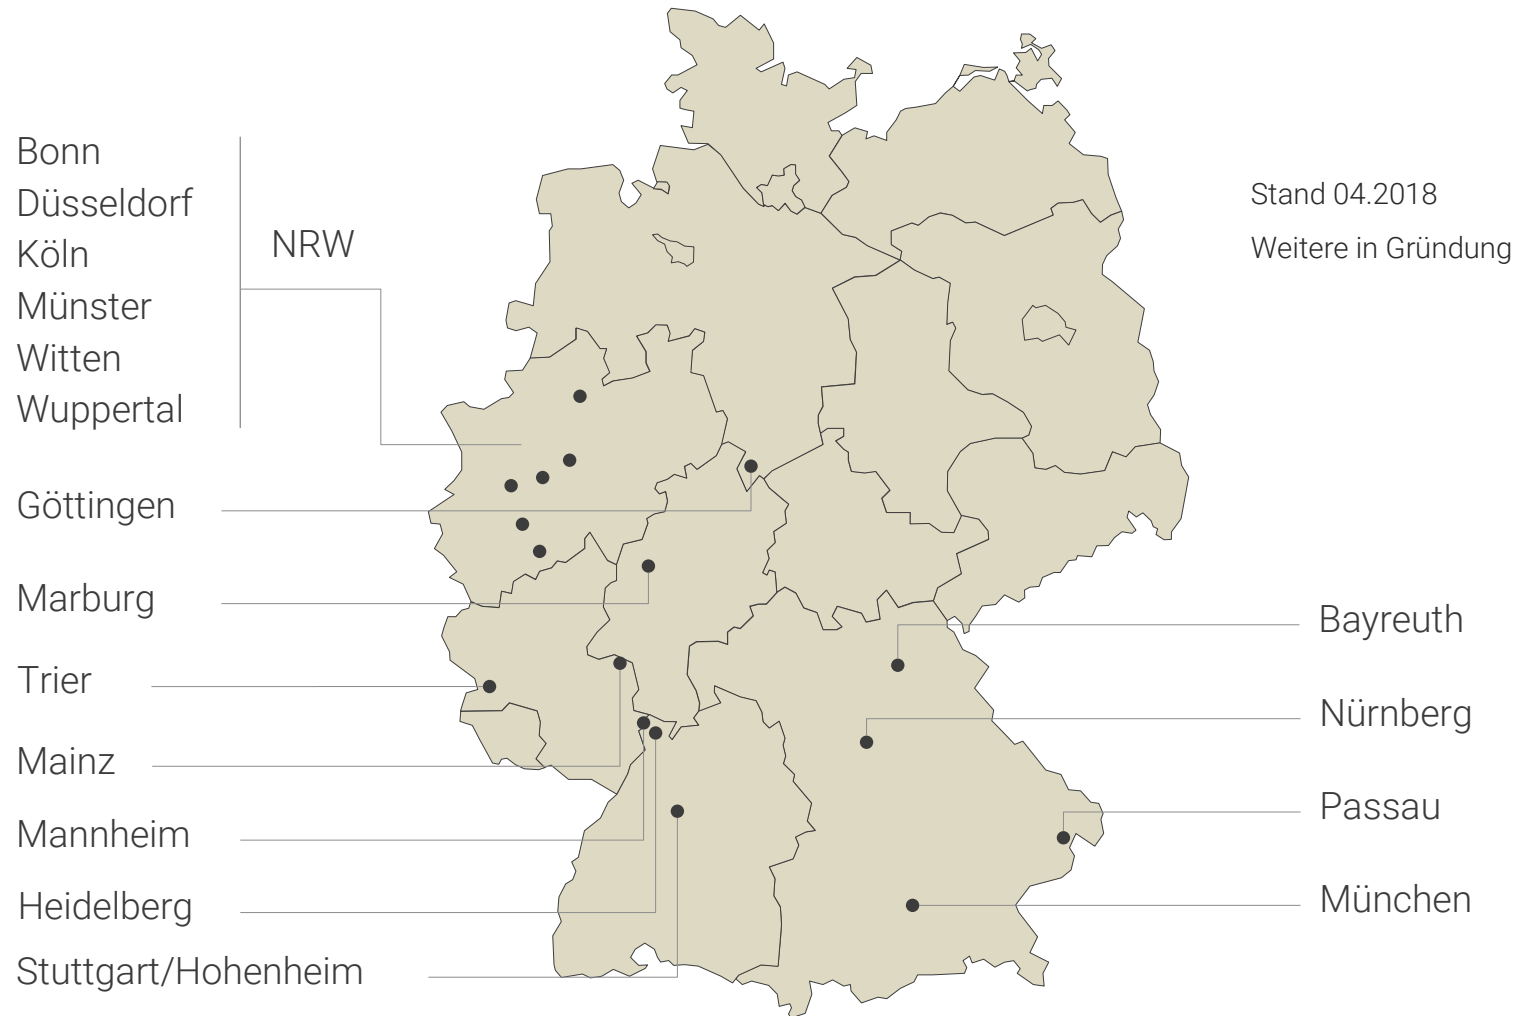 Bonn
Düsseldorf
Köln
Münster
Witten
Wuppertal
NRW
Göttingen
Marburg
Trier
Mainz
Mannheim
Heidelberg
Stuttgart/Hohenheim
Stand 04.2018
Weitere in Gründung
Bayreuth
Nürnberg
Passau
München